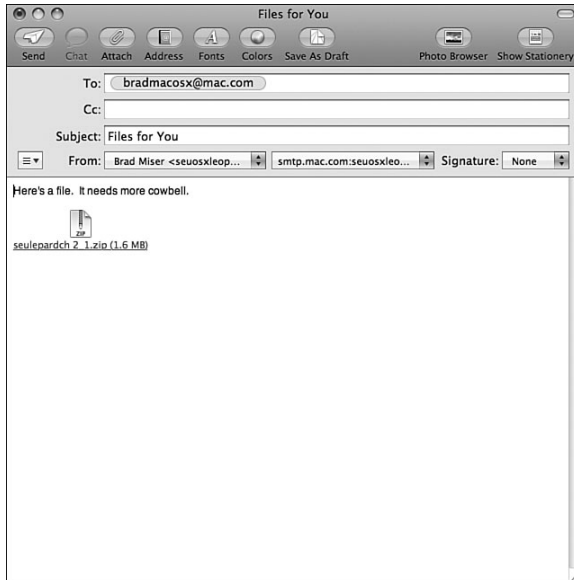 Files for You
Send Chat Attach Address Fonts Colors Save As Draft Photo Browser Show Stationery
To: bradmacosx@mac.com
Cc:
Subject: Files for You
From: Brad Miser <seuosxleop... smtp.mac.com:seuosxleo... Signature: None
Here's a file. It needs more cowbell.
ZIP
seulepardch 2_1.zip (1.6 MB)